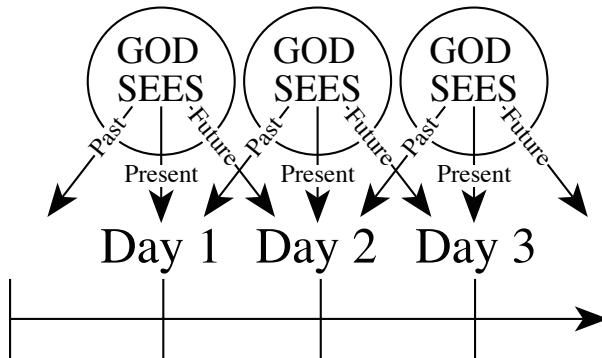 GOD
SEES
GOD
SEES
GOD
SEES
Past
Present
Future
Past
Present
Future
Past
Present
Future
Day 1
Day 2
Day 3